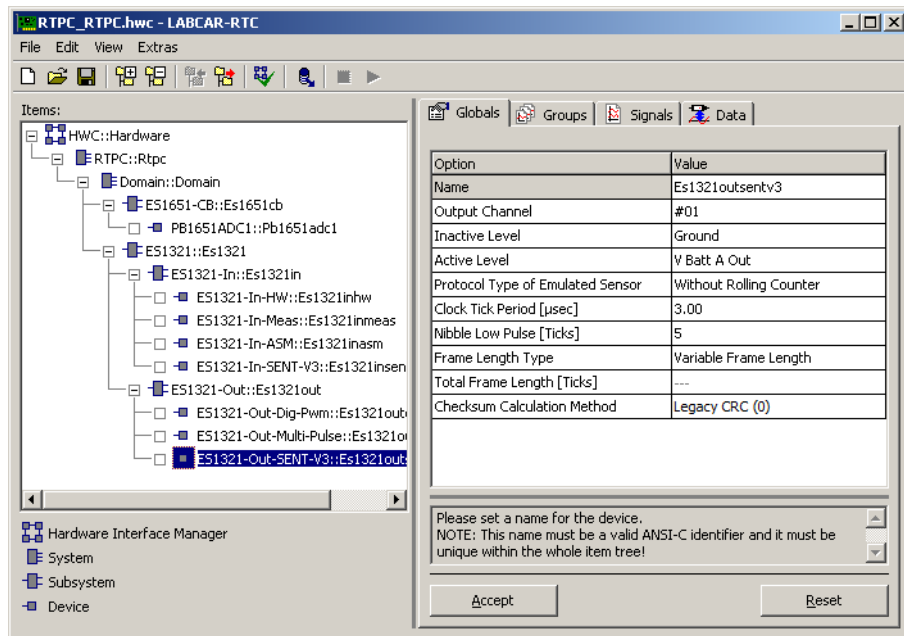 RTPC_RTPC.hwc - LABCAR-RTC
File Edit View Extras
Items:
HWC::Hardware
RTPC::Rtpc
Domain::Domain
ES1651-CB::Es1651cb
PB1651ADC1::Pb1651adc1
ES1321::Es1321
ES1321-In::Es1321in
ES1321-In-HW::Es1321inhw
ES1321-In-Meas::Es1321inmeas
ES1321-In-ASM::Es1321inasm
ES1321-In-SENT-V3::Es1321insen
ES1321-Out::Es1321out
ES1321-Out-Dig-Pwm::Es1321out
ES1321-Out-Multi-Pulse::Es1321o
ES1321-Out-SENT-V3::Es1321out
Hardware Interface Manager
System
Subsystem
Device
Globals Groups Signals Data
Option Value
Name Es1321outsentv3
Output Channel #01
Inactive Level Ground
Active Level V Batt A Out
Protocol Type of Emulated Sensor Without Rolling Counter
Clock Tick Period [µsec] 3.00
Nibble Low Pulse [Ticks] 5
Frame Length Type Variable Frame Length
Total Frame Length [Ticks] ---
Checksum Calculation Method Legacy CRC (0)
Please set a name for the device.
NOTE: This name must be a valid ANSI-C identifier and it must be
unique within the whole item tree!
Accept Reset